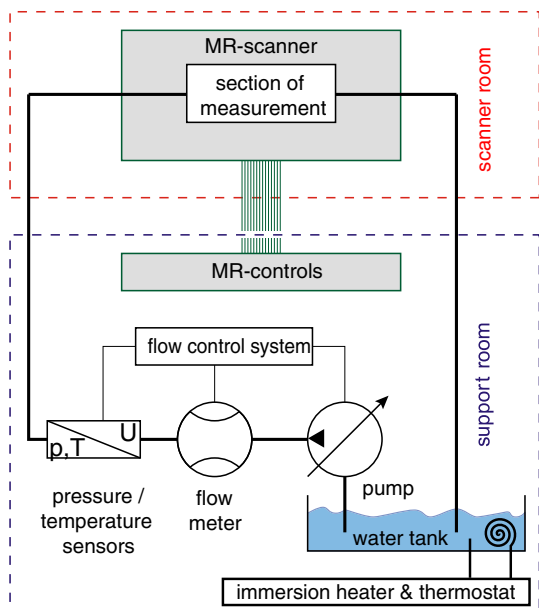 MR-scanner
section of
measurement
scanner room
MR-controls
flow control system
support room
p,T
U
pressure /
temperature
sensors
flow
meter
pump
water tank
immersion heater & thermostat